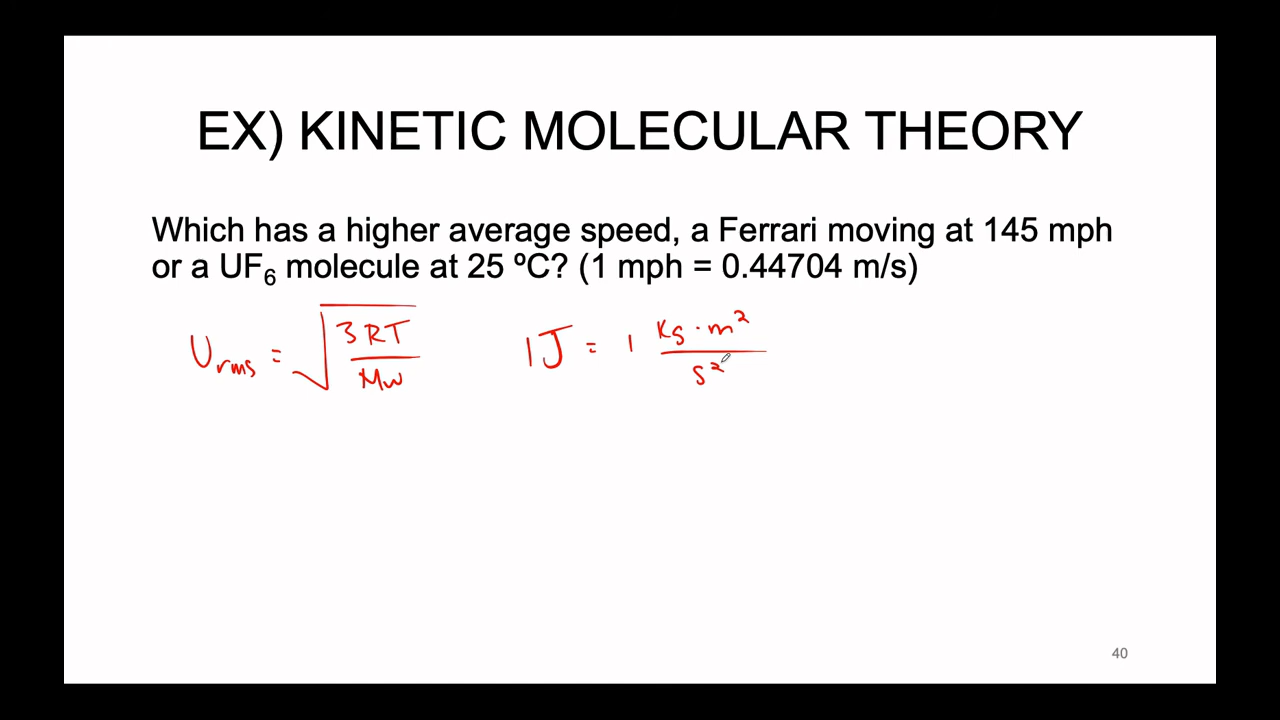 EX) KINETIC MOLECULAR THEORY
Which has a higher average speed, a Ferrari moving at 145 mph
or a UF₆ molecule at 25 ºC? (1 mph = 0.44704 m/s)
Urms = √(3RT/Mw) 1J = 1 Kg·m²/s²
40